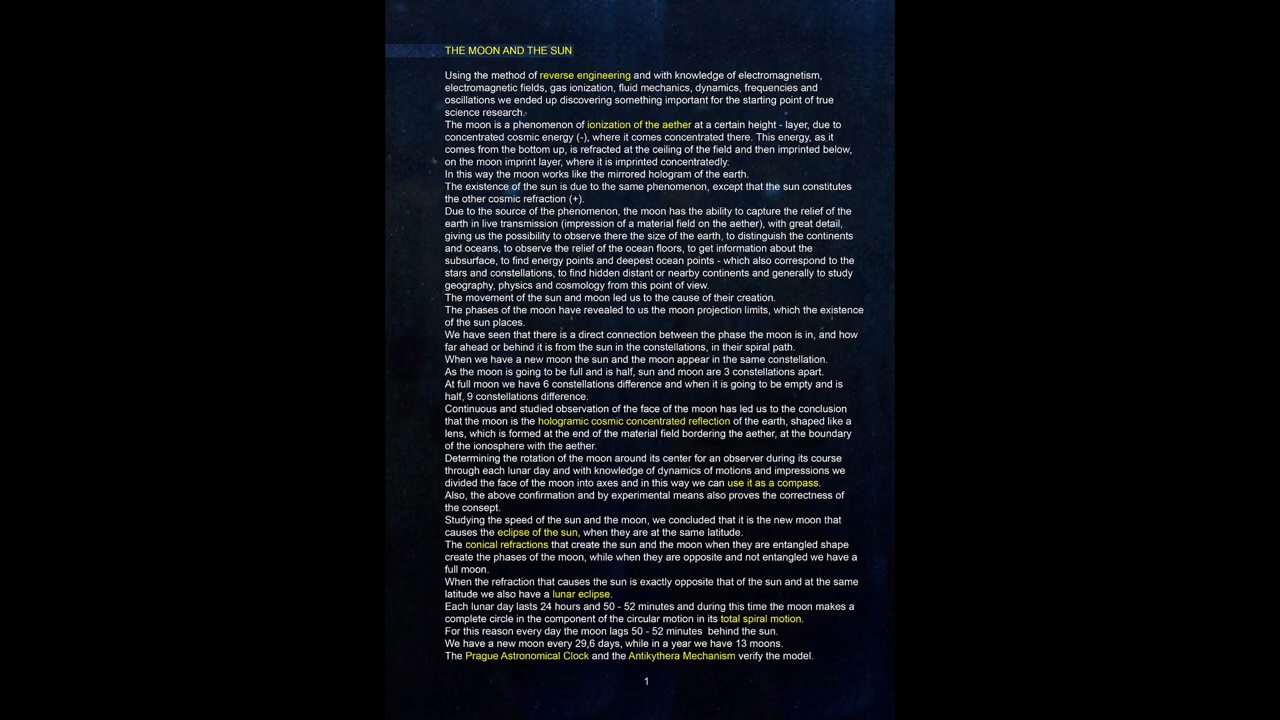 THE MOON AND THE SUN
Using the method of reverse engineering and with knowledge of electromagnetism,
electromagnetic fields, gas ionization, fluid mechanics, dynamics, frequencies and
oscillations we ended up discovering something important for the starting point of true
science research.
The moon is a phenomenon of ionization of the aether at a certain height - layer, due to
concentrated cosmic energy (-), where it comes concentrated there. This energy, as it
comes from the bottom up, is refracted at the ceiling of the field and then imprinted below,
on the moon imprint layer, where it is imprinted concentratedly.
In this way the moon works like the mirrored hologram of the earth.
The existence of the sun is due to the same phenomenon, except that the sun constitutes
the other cosmic refraction (+).
Due to the source of the phenomenon, the moon has the ability to capture the relief of the
earth in live transmission (impression of a material field on the aether), with great detail,
giving us the possibility to observe there the size of the earth, to distinguish the continents
and oceans, to observe the relief of the ocean floors, to get information about the
subsurface, to find energy points and deepest ocean points - which also correspond to the
stars and constellations, to find hidden distant or nearby continents and generally to study
geography, physics and cosmology from this point of view.
The movement of the sun and moon led us to the cause of their creation.
The phases of the moon have revealed to us the moon projection limits, which the existence
of the sun places.
We have seen that there is a direct connection between the phase the moon is in, and how
far ahead or behind it is from the sun in the constellations, in their spiral path.
When we have a new moon the sun and the moon appear in the same constellation.
As the moon is going to be full and is half, sun and moon are 3 constellations apart.
At full moon we have 6 constellations difference and when it is going to be empty and is
half, 9 constellations difference.
Continuous and studied observation of the face of the moon has led us to the conclusion
that the moon is the hologramic cosmic concentrated reflection of the earth, shaped like a
lens, which is formed at the end of the material field bordering the aether, at the boundary
of the ionosphere with the aether.
Determining the rotation of the moon around its center for an observer during its course
through each lunar day and with knowledge of dynamics of motions and impressions we
divided the face of the moon into axes and in this way we can use it as a compass.
Also, the above confirmation and by experimental means also proves the correctness of
the consept.
Studying the speed of the sun and the moon, we concluded that it is the new moon that
causes the eclipse of the sun, when they are at the same latitude.
The conical refractions that create the sun and the moon when they are entangled shape
create the phases of the moon, while when they are opposite and not entangled we have a
full moon.
When the refraction that causes the sun is exactly opposite that of the sun and at the same
latitude we also have a lunar eclipse.
Each lunar day lasts 24 hours and 50 - 52 minutes and during this time the moon makes a
complete circle in the component of the circular motion in its total spiral motion.
For this reason every day the moon lags 50 - 52 minutes behind the sun.
We have a new moon every 29,6 days, while in a year we have 13 moons.
The Prague Astronomical Clock and the Antikythera Mechanism verify the model.
1